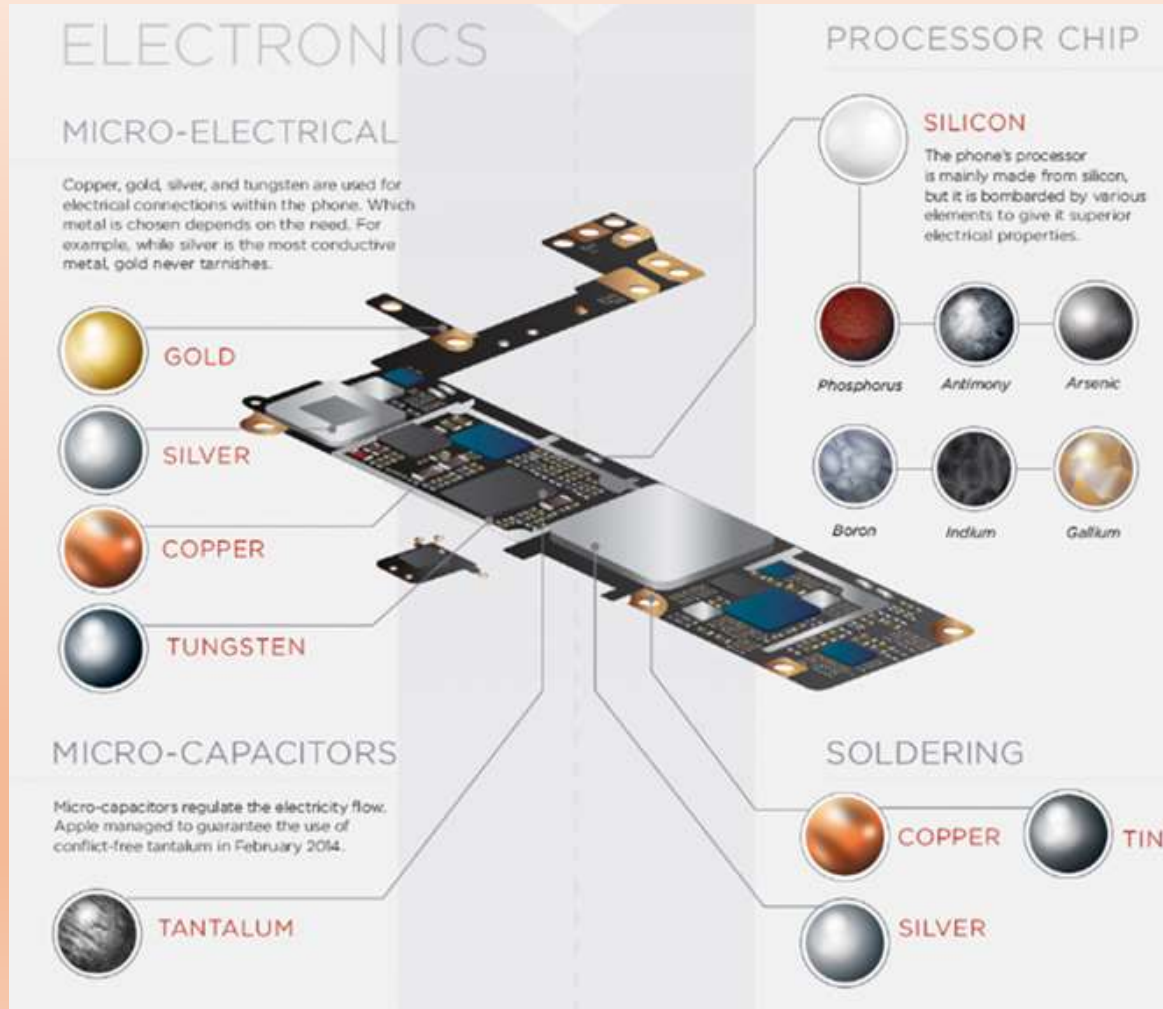 ELECTRONICS
MICRO-ELECTRICAL
Copper, gold, silver, and tungsten are used for
electrical connections within the phone. Which
metal is chosen depends on the need. For
example, while silver is the most conductive
metal, gold never tarnishes.
GOLD
SILVER
COPPER
TUNGSTEN
MICRO-CAPACITORS
Micro-capacitors regulate the electricity flow.
Apple managed to guarantee the use of
conflict-free tantalum in February 2014.
TANTALUM
PROCESSOR CHIP
SILICON
The phone's processor
is mainly made from silicon,
but it is bombarded by various
elements to give it superior
electrical properties.
Phosphorus Antimony Arsenic
Boron Indium Gallium
SOLDERING
COPPER TIN
SILVER